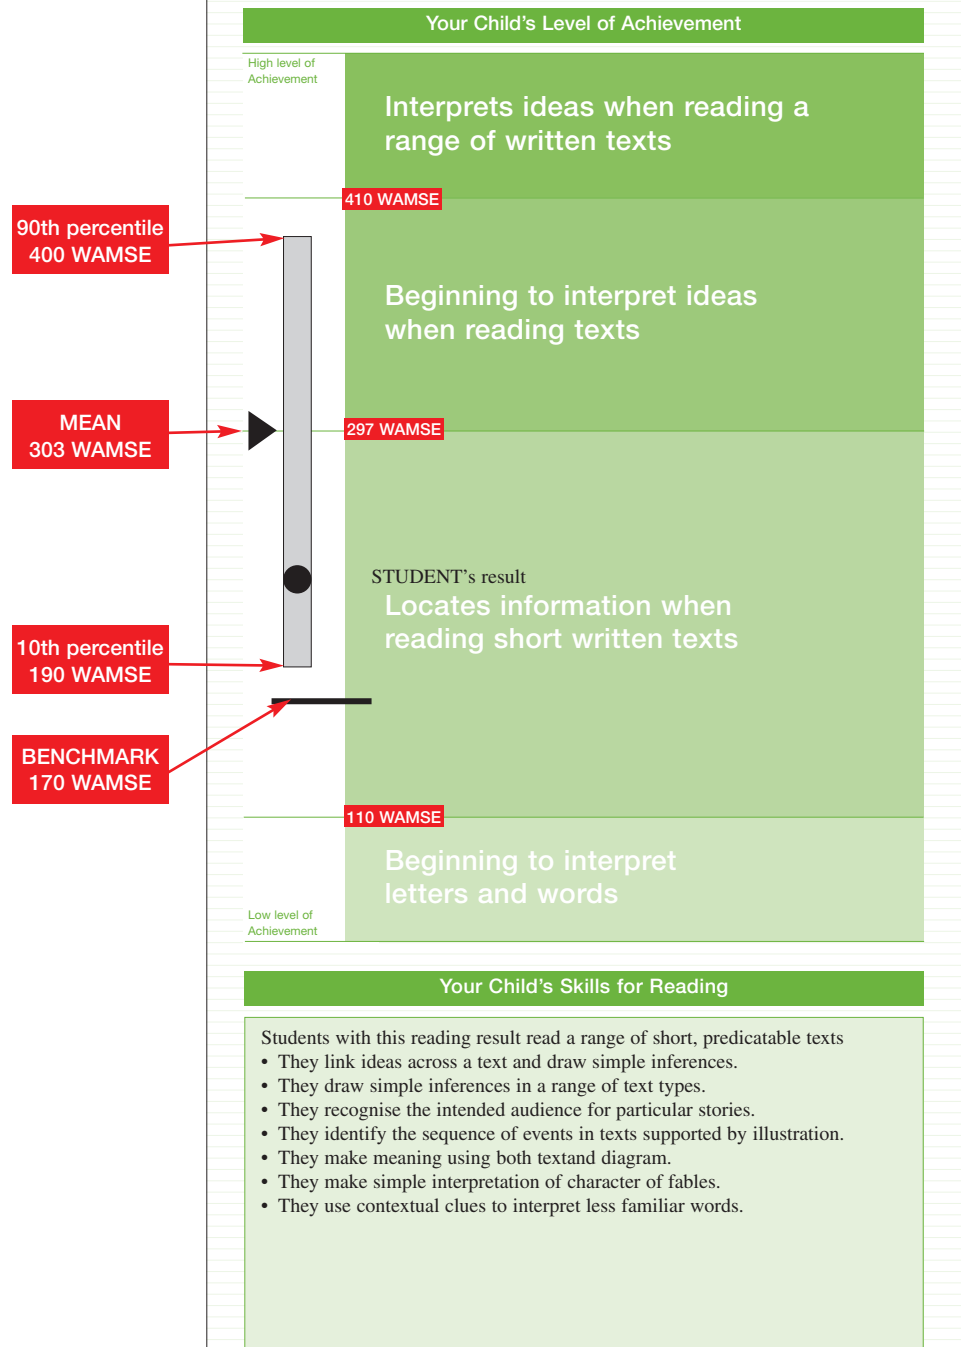 Your Child's Level of Achievement
High level of
Achievement
Interprets ideas when reading a
range of written texts
410 WAMSE
90th percentile
400 WAMSE
Beginning to interpret ideas
when reading texts
MEAN
303 WAMSE
297 WAMSE
STUDENT's result
Locates information when
reading short written texts
10th percentile
190 WAMSE
BENCHMARK
170 WAMSE
110 WAMSE
Beginning to interpret
letters and words
Low level of
Achievement
Your Child's Skills for Reading
Students with this reading result read a range of short, predicatable texts
• They link ideas across a text and draw simple inferences.
• They draw simple inferences in a range of text types.
• They recognise the intended audience for particular stories.
• They identify the sequence of events in texts supported by illustration.
• They make meaning using both textand diagram.
• They make simple interpretation of character of fables.
• They use contextual clues to interpret less familiar words.